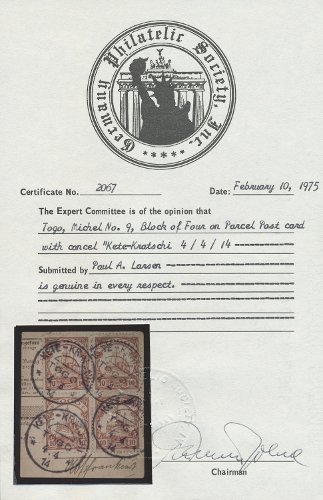 Germany Philatelic Society, Inc.
Certificate No. 2067 Date: February 10, 1975
The Expert Committee is of the opinion that
Togo, Michel No. 9, Block of Four on Parcel Post card
with cancel "Kete-Kratschi 4/4/14
Submitted by Paul A. Larsen
is genuine in every respect.
Chairman